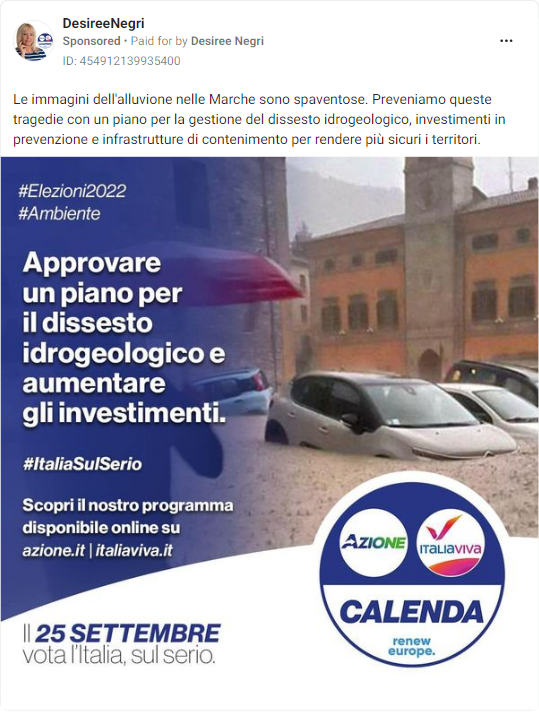 DesireeNegri
Sponsored • Paid for by Desiree Negri
ID: 454912139935400
Le immagini dell'alluvione nelle Marche sono spaventose. Preveniamo queste
tragedie con un piano per la gestione del dissesto idrogeologico, investimenti in
prevenzione e infrastrutture di contenimento per rendere più sicuri i territori.
#Elezioni2022
#Ambiente
Approvare
un piano per
il dissesto
idrogeologico e
aumentare
gli investimenti.
#ItaliaSulSerio
Scopri il nostro programma
disponibile online su
azione.it | italiaviva.it
Il 25 SETTEMBRE
vota l'Italia, sul serio.
AZIONE
ITALIAVIVA
CALENDA
renew
europe.